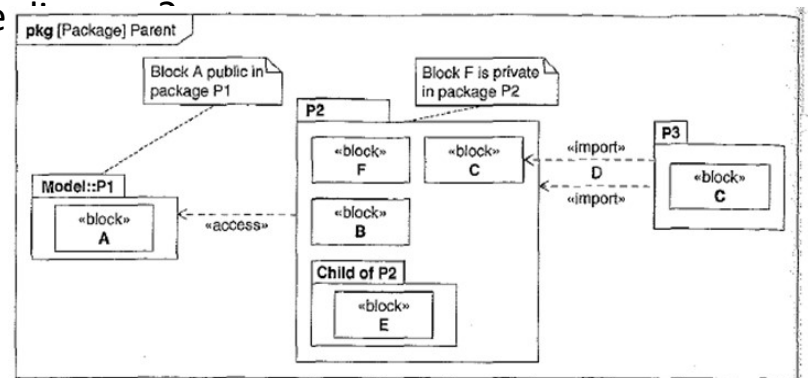 pkg [Package] Parent
Block A public in
package P1
Block F is private
in package P2
P2
«block»
F
«block»
C
«import»
D
«import»
P3
«block»
C
Model::P1
«block»
A
«access»
«block»
B
Child of P2
«block»
E